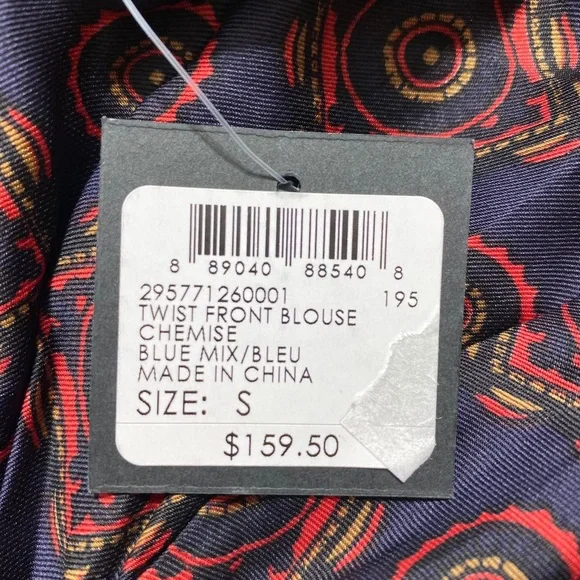 8 89040 88540 8
295771260001 195
TWIST FRONT BLOUSE
CHEMISE
BLUE MIX/BLEU
MADE IN CHINA
SIZE: S
$159.50